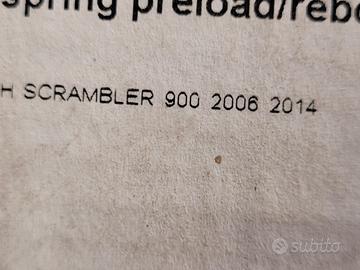 spring preload/rebo
H SCRAMBLER 900 2006 2014
subito